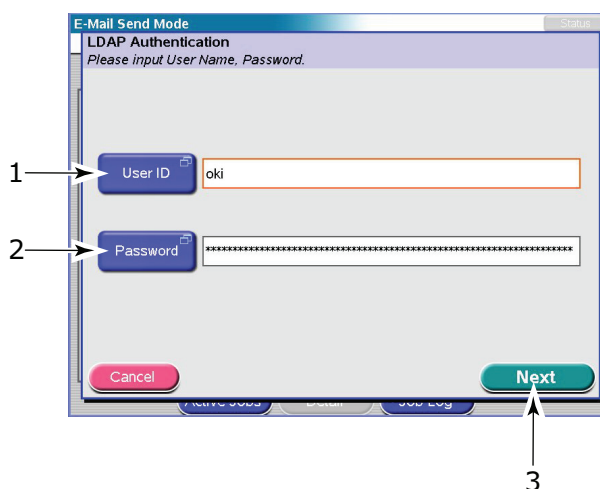 E-Mail Send Mode
Status
LDAP Authentication
Please input User Name, Password.
1
User ID
oki
2
Password
********************************************************************
Cancel
Next
Active Jobs
Detail
Job Log
3